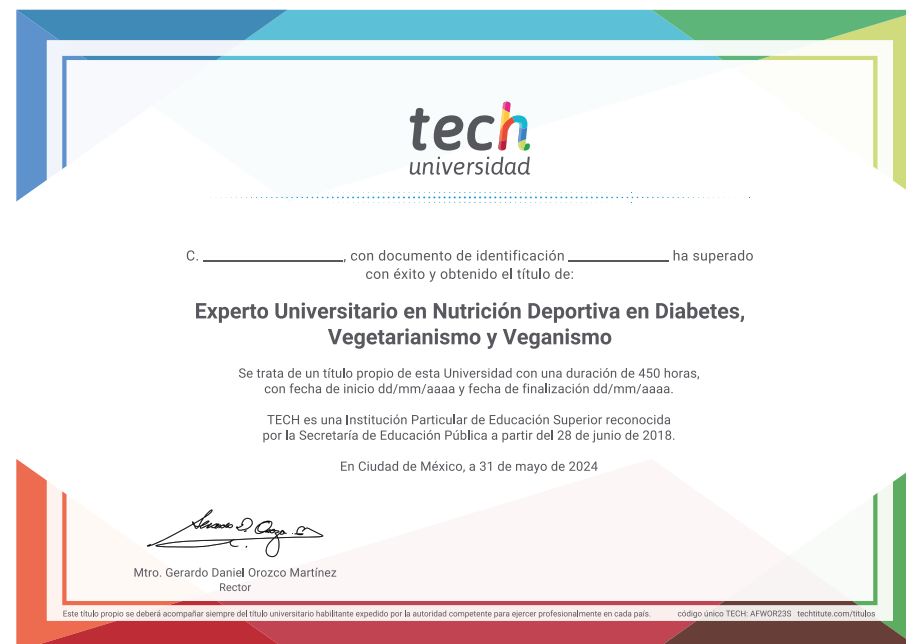 tech
universidad
C. ____________________, con documento de identificación ______________ ha superado
con éxito y obtenido el título de:
Experto Universitario en Nutrición Deportiva en Diabetes,
Vegetarianismo y Veganismo
Se trata de un título propio de esta Universidad con una duración de 450 horas,
con fecha de inicio dd/mm/aaaa y fecha de finalización dd/mm/aaaa.
TECH es una Institución Particular de Educación Superior reconocida
por la Secretaría de Educación Pública a partir del 28 de junio de 2018.
En Ciudad de México, a 31 de mayo de 2024
Mtro. Gerardo Daniel Orozco Martínez
Rector
Este título propio se deberá acompañar siempre del título universitario habilitante expedido por la autoridad competente para ejercer profesionalmente en cada país. código único TECH: AFWOR23S techtitute.com/titulos